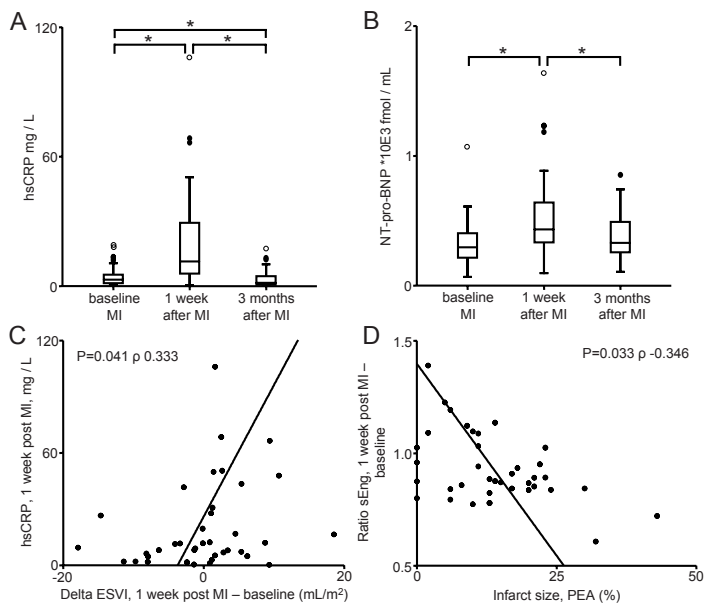 A
120
60
0
hsCRP mg / L
*
* *
baseline MI
1 week after MI
3 months after MI
B
2
1
0
NT-pro-BNP *10E3 fmol / mL
* *
baseline MI
1 week after MI
3 months after MI
C
P=0.041 ρ 0.333
120
60
0
hsCRP, 1 week post MI, mg / L
-20 0 20
Delta ESVI, 1 week post MI – baseline (mL/m²)
D
P=0.033 ρ -0.346
1.5
1.0
0.5
Ratio sEng, 1 week post MI –
baseline
0 25 50
Infarct size, PEA (%)